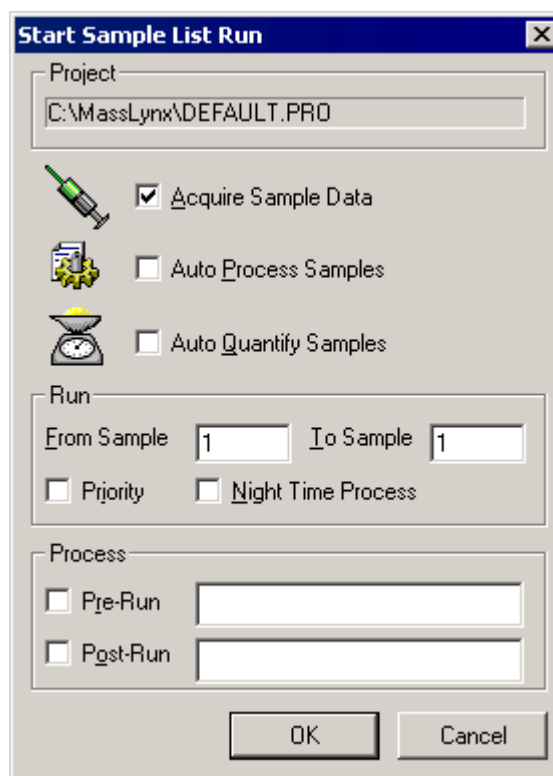 Start Sample List Run
Project
C:\MassLynx\DEFAULT.PRO
Acquire Sample Data
Auto Process Samples
Auto Quantify Samples
Run
From Sample 1 To Sample 1
Priority Night Time Process
Process
Pre-Run
Post-Run
OK Cancel